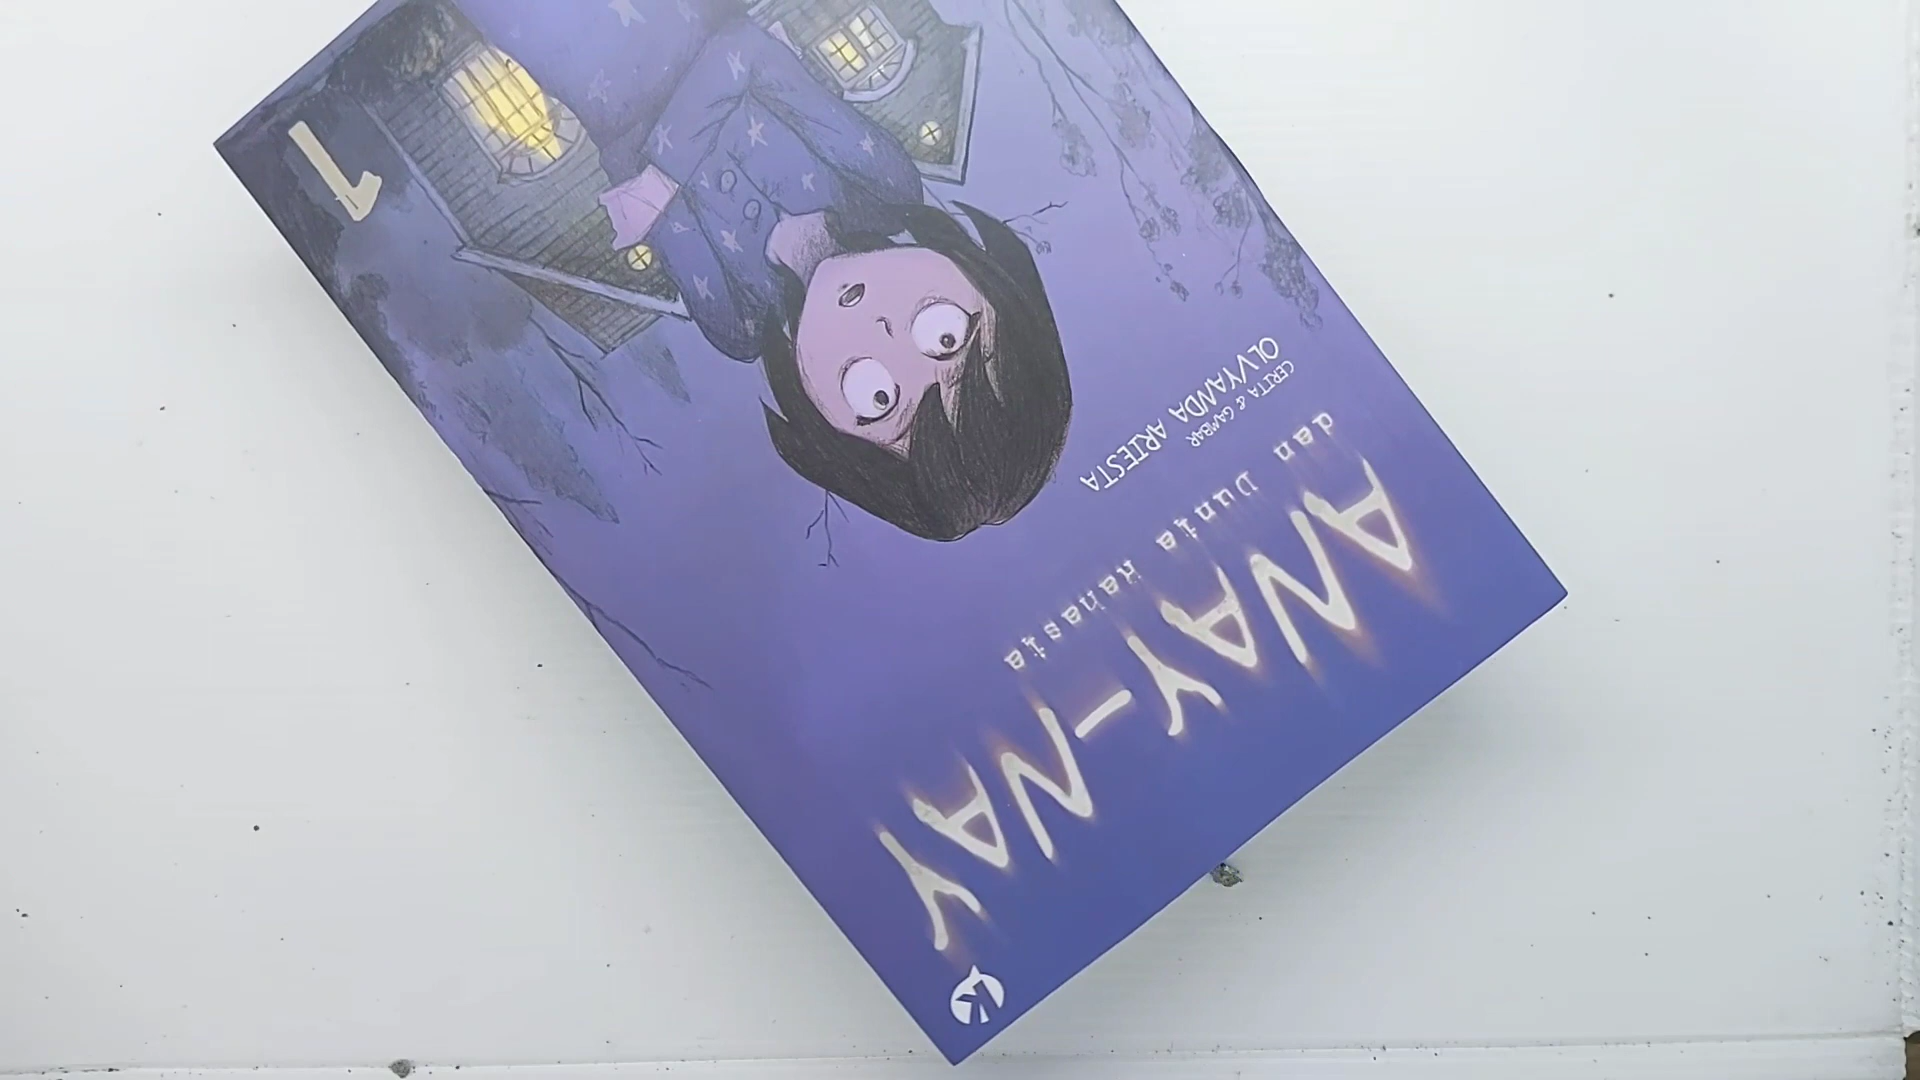 ANAY-NAY
dan Dunia Rahasia
CERITA & GAMBAR
OLVYANDA ARIESTA
1
K